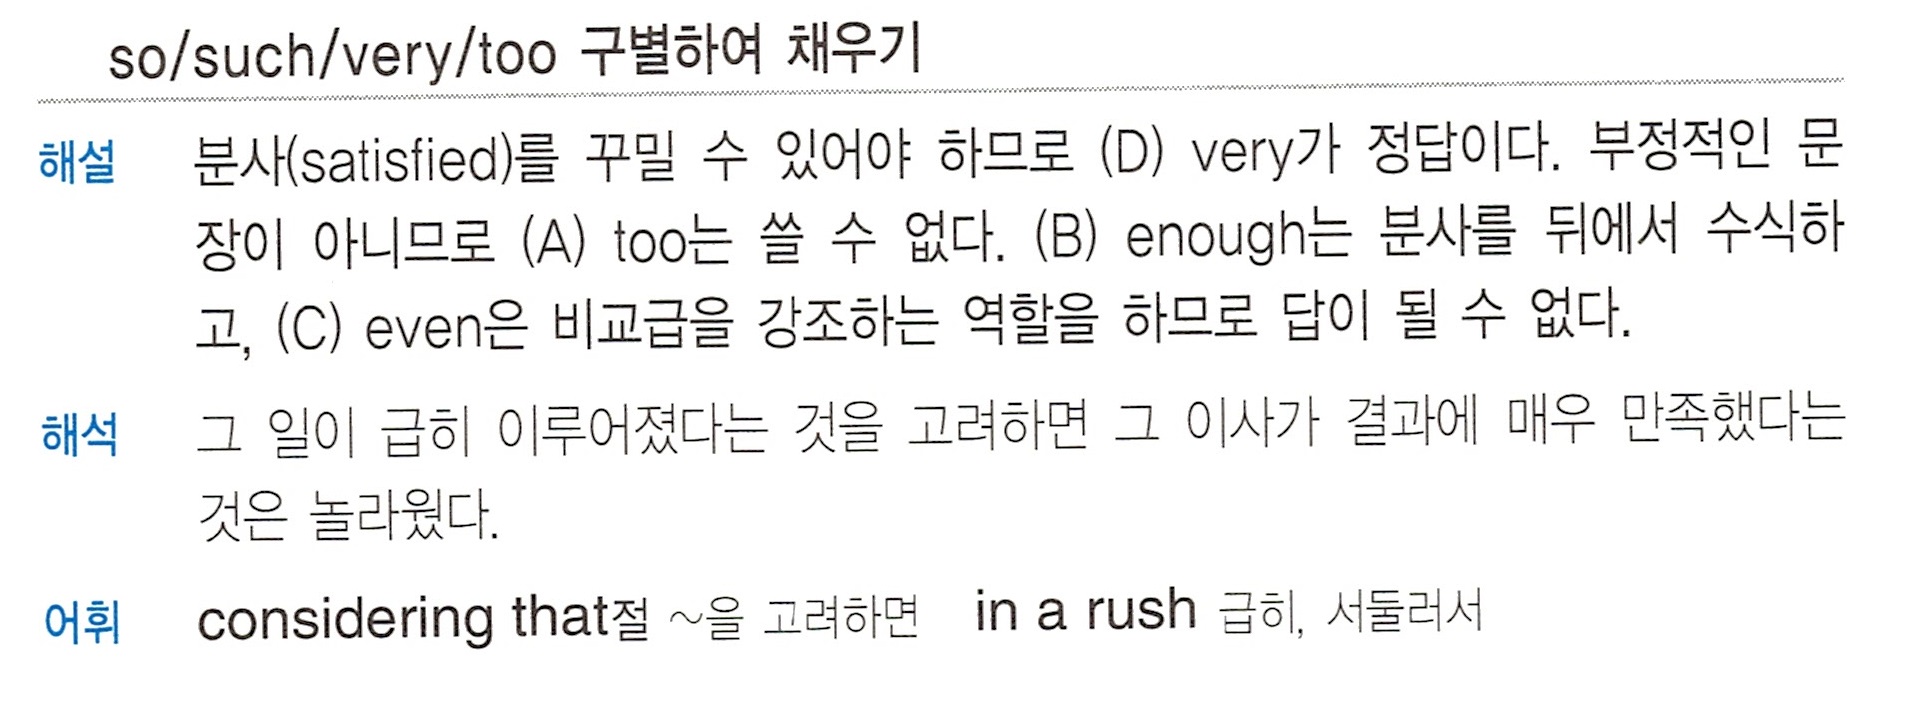 so/such/very/too 구별하여 채우기
해설 분사(satisfied)를 꾸밀 수 있어야 하므로 (D) very가 정답이다. 부정적인 문
장이 아니므로 (A) too는 쓸 수 없다. (B) enough는 분사를 뒤에서 수식하
고, (C) even은 비교급을 강조하는 역할을 하므로 답이 될 수 없다.
해석 그 일이 급히 이루어졌다는 것을 고려하면 그 이사가 결과에 매우 만족했다는
것은 놀라웠다.
어휘 considering that절 ~을 고려하면 in a rush 급히, 서둘러서